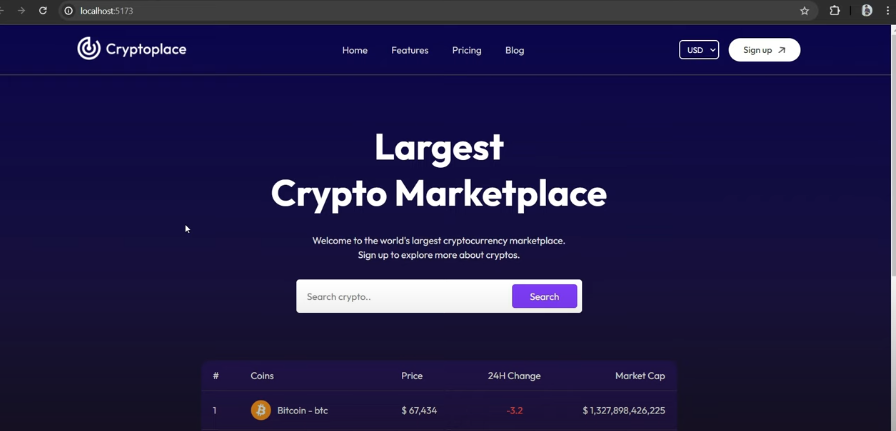 localhost:5173
Cryptoplace
Home Features Pricing Blog
USD
Sign up
Largest
Crypto Marketplace
Welcome to the world's largest cryptocurrency marketplace.
Sign up to explore more about cryptos.
Search crypto.. Search
# Coins Price 24H Change Market Cap
1 Bitcoin - btc $ 67,434 -3.2 $ 1,327,898,426,225